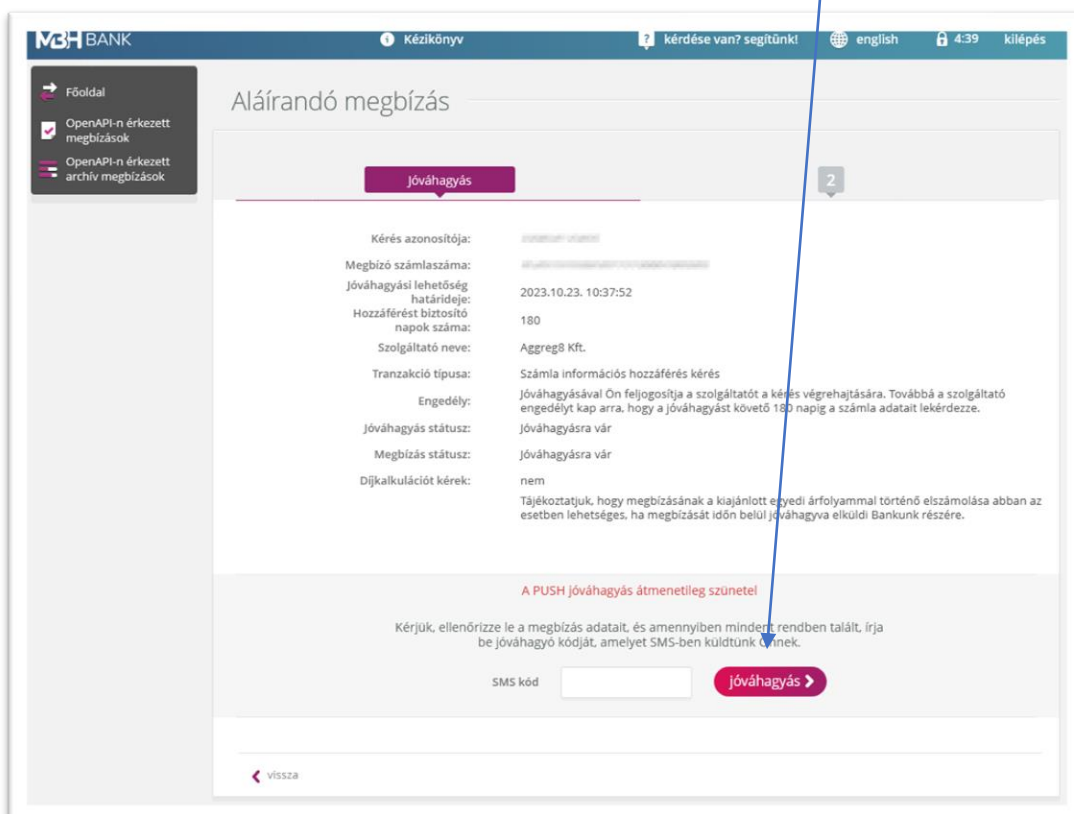 MBH BANK
Kézikönyv
? kérdése van? segítünk!
english
4:39
kilépés
Főoldal
OpenAPI-n érkezett
megbízások
OpenAPI-n érkezett
archív megbízások
Aláírandó megbízás
Jóváhagyás
2
Kérés azonosítója:
Megbízó számlaszáma:
Jóváhagyási lehetőség
határideje:
2023.10.23. 10:37:52
Hozzáférést biztosító
napok száma:
180
Szolgáltató neve:
Aggreg8 Kft.
Tranzakció típusa:
Számla információs hozzáférés kérés
Engedély:
Jóváhagyásával Ön feljogosítja a szolgáltatót a kérés végrehajtására. Továbbá a szolgáltató
engedélyt kap arra, hogy a jóváhagyást követő 180 napig a számla adatait lekérdezze.
Jóváhagyás státusz:
Jóváhagyásra vár
Megbízás státusz:
Jóváhagyásra vár
Díjkalkulációt kérek:
nem
Tájékoztatjuk, hogy megbízásának a kiajánlott egyedi árfolyammal történő elszámolása abban az
esetben lehetséges, ha megbízását időn belül jóváhagyva elküldi Bankunk részére.
A PUSH jóváhagyás átmenetileg szünetel
Kérjük, ellenőrizze le a megbízás adatait, és amennyiben mindent rendben talált, írja
be jóváhagyó kódját, amelyet SMS-ben küldtünk Önnek.
SMS kód
jóváhagyás
vissza